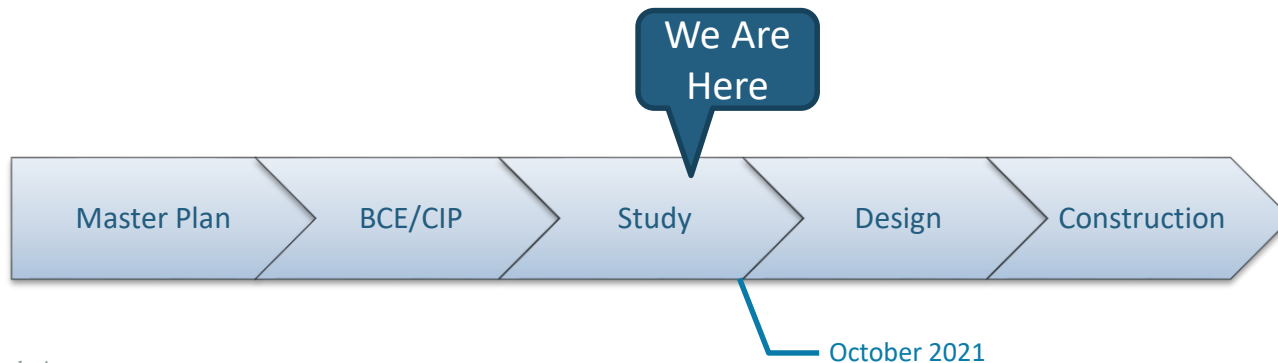 We Are
Here
Master Plan
BCE/CIP
Study
Design
Construction
October 2021